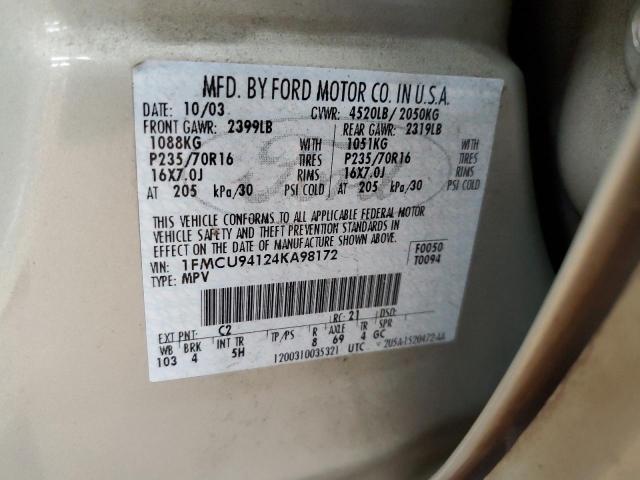 MFD. BY FORD MOTOR CO. IN U.S.A.
DATE: 10/03 GVWR: 4520LB/ 2050KG
FRONT GAWR: 2399LB REAR GAWR: 2319LB
1088KG WITH 1051KG WITH
P235/70R16 TIRES P235/70R16 TIRES
16X7.0J RIMS 16X7.0J RIMS
AT 205 kPa/30 PSI COLD AT 205 kPa/30 PSI COLD
THIS VEHICLE CONFORMS TO ALL APPLICABLE FEDERAL MOTOR
VEHICLE SAFETY AND THEFT PREVENTION STANDARDS IN
EFFECT ON THE DATE OF MANUFACTURE SHOWN ABOVE. F0050
VIN: 1FMCU94124KA98172 T0094
TYPE: MPV
EXT PNT: C2 RC: 21 DSO:
WB BRK INT TR TP/PS R AXLE TR SPR
103 4 5H 8 69 4 GC
1200310035321 UTC 2U5A-1520472-AA
Ford